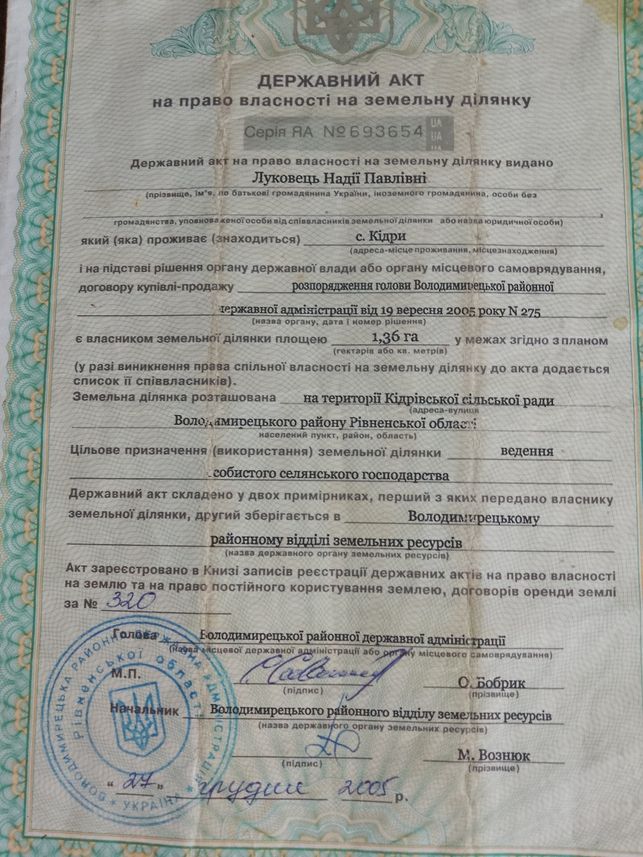 ДЕРЖАВНИЙ АКТ
на право власності на земельну ділянку
Серія ЯА №693654
UA
UA
UA
Державний акт на право власності на земельну ділянку видано
Луковець Надії Павлівні
(прізвище, ім'я, по батькові громадянина України, іноземного громадянина, особи без
громадянства, уповноваженої особи від співвласників земельної ділянки або назва юридичної особи)
який (яка) проживає (знаходиться) с. Кідри
(адреса-місце проживання, місцезнаходження)
і на підставі рішення органу державної влади або органу місцевого самоврядування,
договору купівлі-продажу розпорядження голови Володимирецької районної
державної адміністрації від 19 вересня 2005 року N 275
(назва органу, дата і номер рішення)
є власником земельної ділянки площею 1,36 га у межах згідно з планом
(гектарів або кв. метрів)
(у разі виникнення права спільної власності на земельну ділянку до акта додається
список її співвласників).
Земельна ділянка розташована на території Кідрівської сільської ради
(адреса-вулиця
Володимирецького району Рівненської області
населений пункт, район, область)
Цільове призначення (використання) земельної ділянки ведення
собистого селянського господарства
Державний акт складено у двох примірниках, перший з яких передано власнику
земельної ділянки, другий зберігається в Володимирецькому
районному відділі земельних ресурсів
(назва державного органу земельних ресурсів)
Акт зареєстровано в Книзі записів реєстрації державних актів на право власності
на землю та на право постійного користування землею, договорів оренди землі
за № 320
Голова Володимирецької районної державної адміністрації
(назва місцевої державної адміністрації або органу місцевого самоврядування)
М.П.
О. Бобрик
(підпис) (прізвище)
Начальник Володимирецького районного відділу земельних ресурсів
(назва державного органу земельних ресурсів)
М. Вознюк
(підпис) (прізвище)
"27" грудня 2005 р.
ВОЛОДИМИРЕЦЬКА РАЙОННА ДЕРЖАВНА АДМІНІСТРАЦІЯ
Рівненської області
* УКРАЇНА *